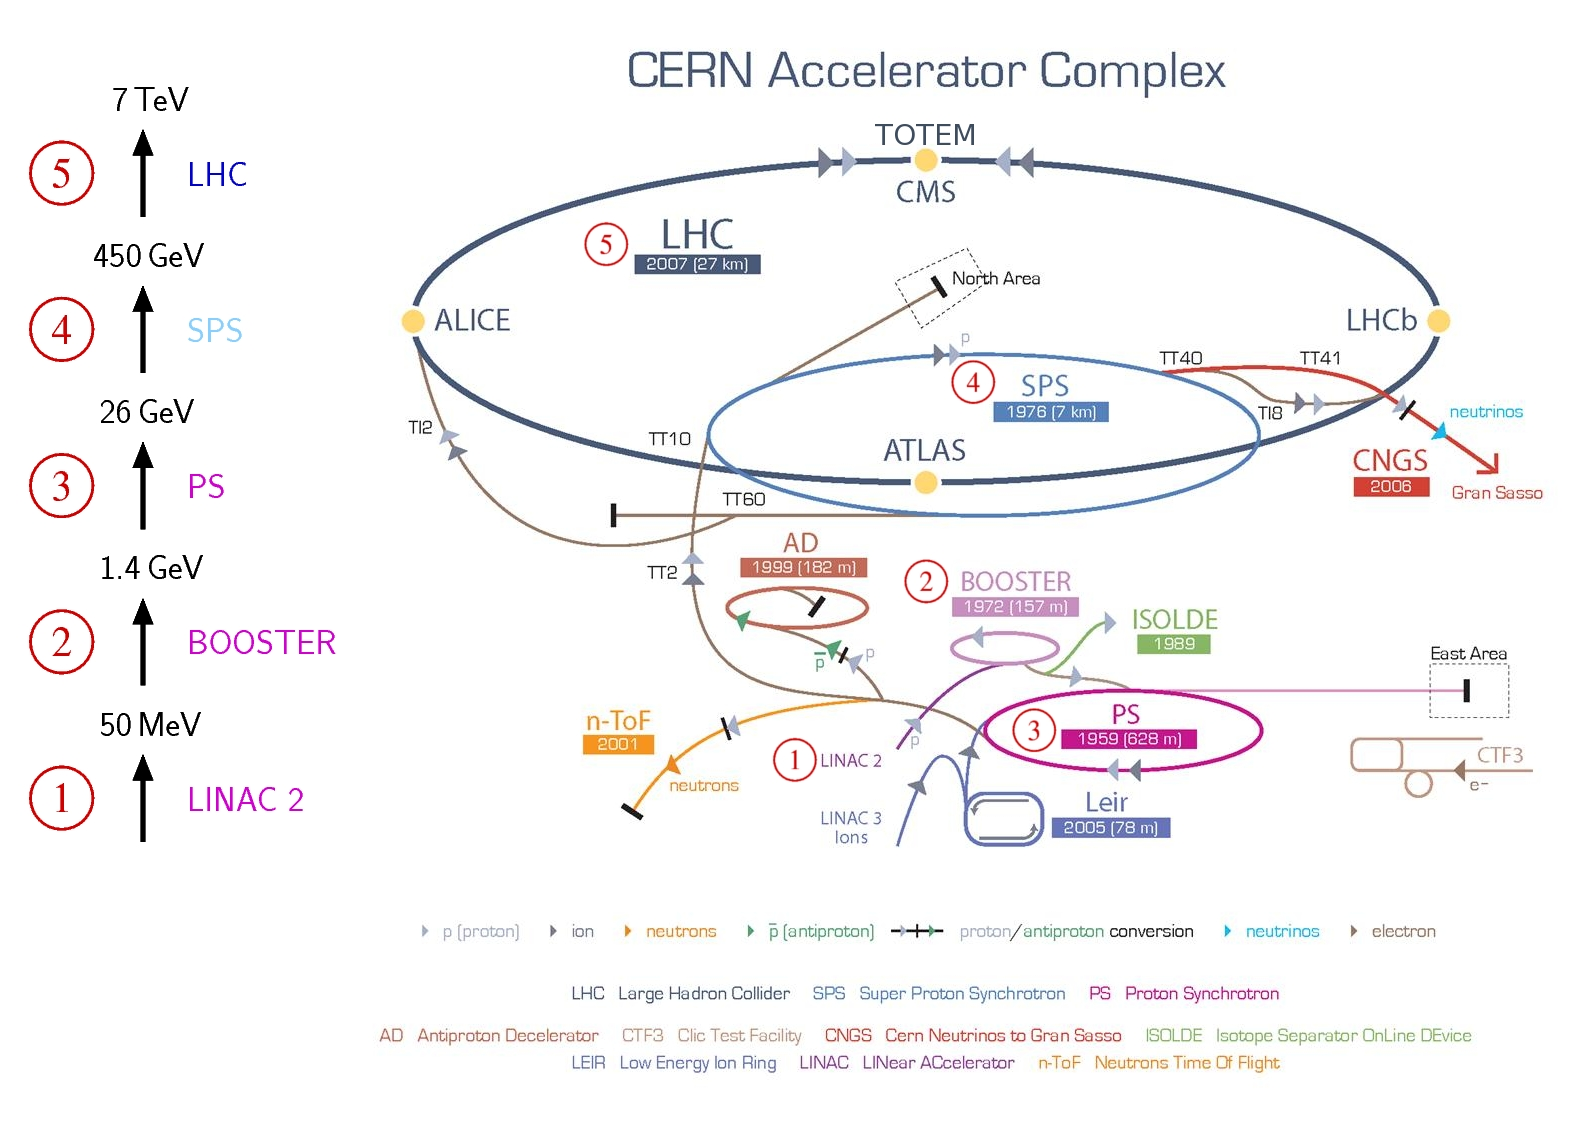 CERN Accelerator Complex
7 TeV
5
LHC
450 GeV
4
SPS
26 GeV
3
PS
1.4 GeV
2
BOOSTER
50 MeV
1
LINAC 2
TOTEM
CMS
5
LHC
2007 (27 km)
North Area
ALICE
LHCb
p
TT40
TT41
4
SPS
1976 (7 km)
TI8
neutrinos
TI2
TT10
ATLAS
CNGS
2006
Gran Sasso
TT60
AD
1999 (182 m)
TT2
2
BOOSTER
1972 (157 m)
ISOLDE
1989
p̅
p
East Area
n-ToF
2001
neutrons
p
1
LINAC 2
3
PS
1959 (628 m)
CTF3
e–
LINAC 3
Ions
Leir
2005 (78 m)
p (proton) ion neutrons p̅ (antiproton) proton/antiproton conversion neutrinos electron
LHC Large Hadron Collider SPS Super Proton Synchrotron PS Proton Synchrotron
AD Antiproton Decelerator CTF3 Clic Test Facility CNGS Cern Neutrinos to Gran Sasso ISOLDE Isotope Separator OnLine DEvice
LEIR Low Energy Ion Ring LINAC LINear ACcelerator n-ToF Neutrons Time Of Flight